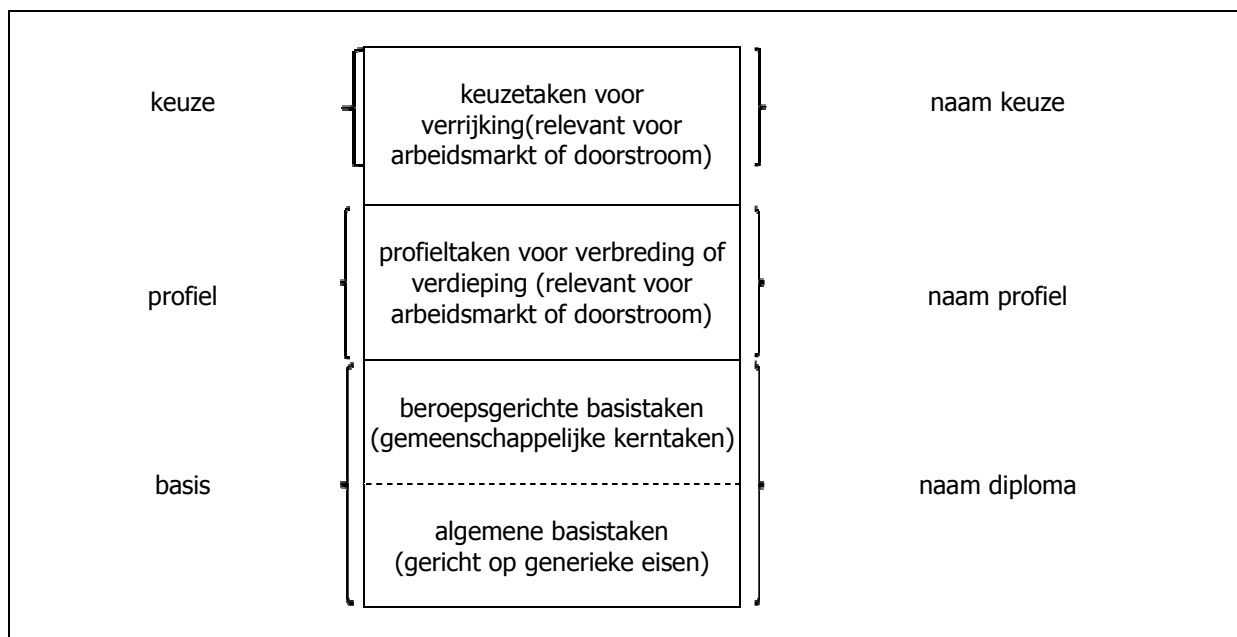 keuze
keuzetaken voor
verrijking(relevant voor
arbeidsmarkt of doorstroom)
naam keuze
profiel
profieltaken voor verbreding of
verdieping (relevant voor
arbeidsmarkt of doorstroom)
naam profiel
basis
beroepsgerichte basistaken
(gemeenschappelijke kerntaken)
algemene basistaken
(gericht op generieke eisen)
naam diploma